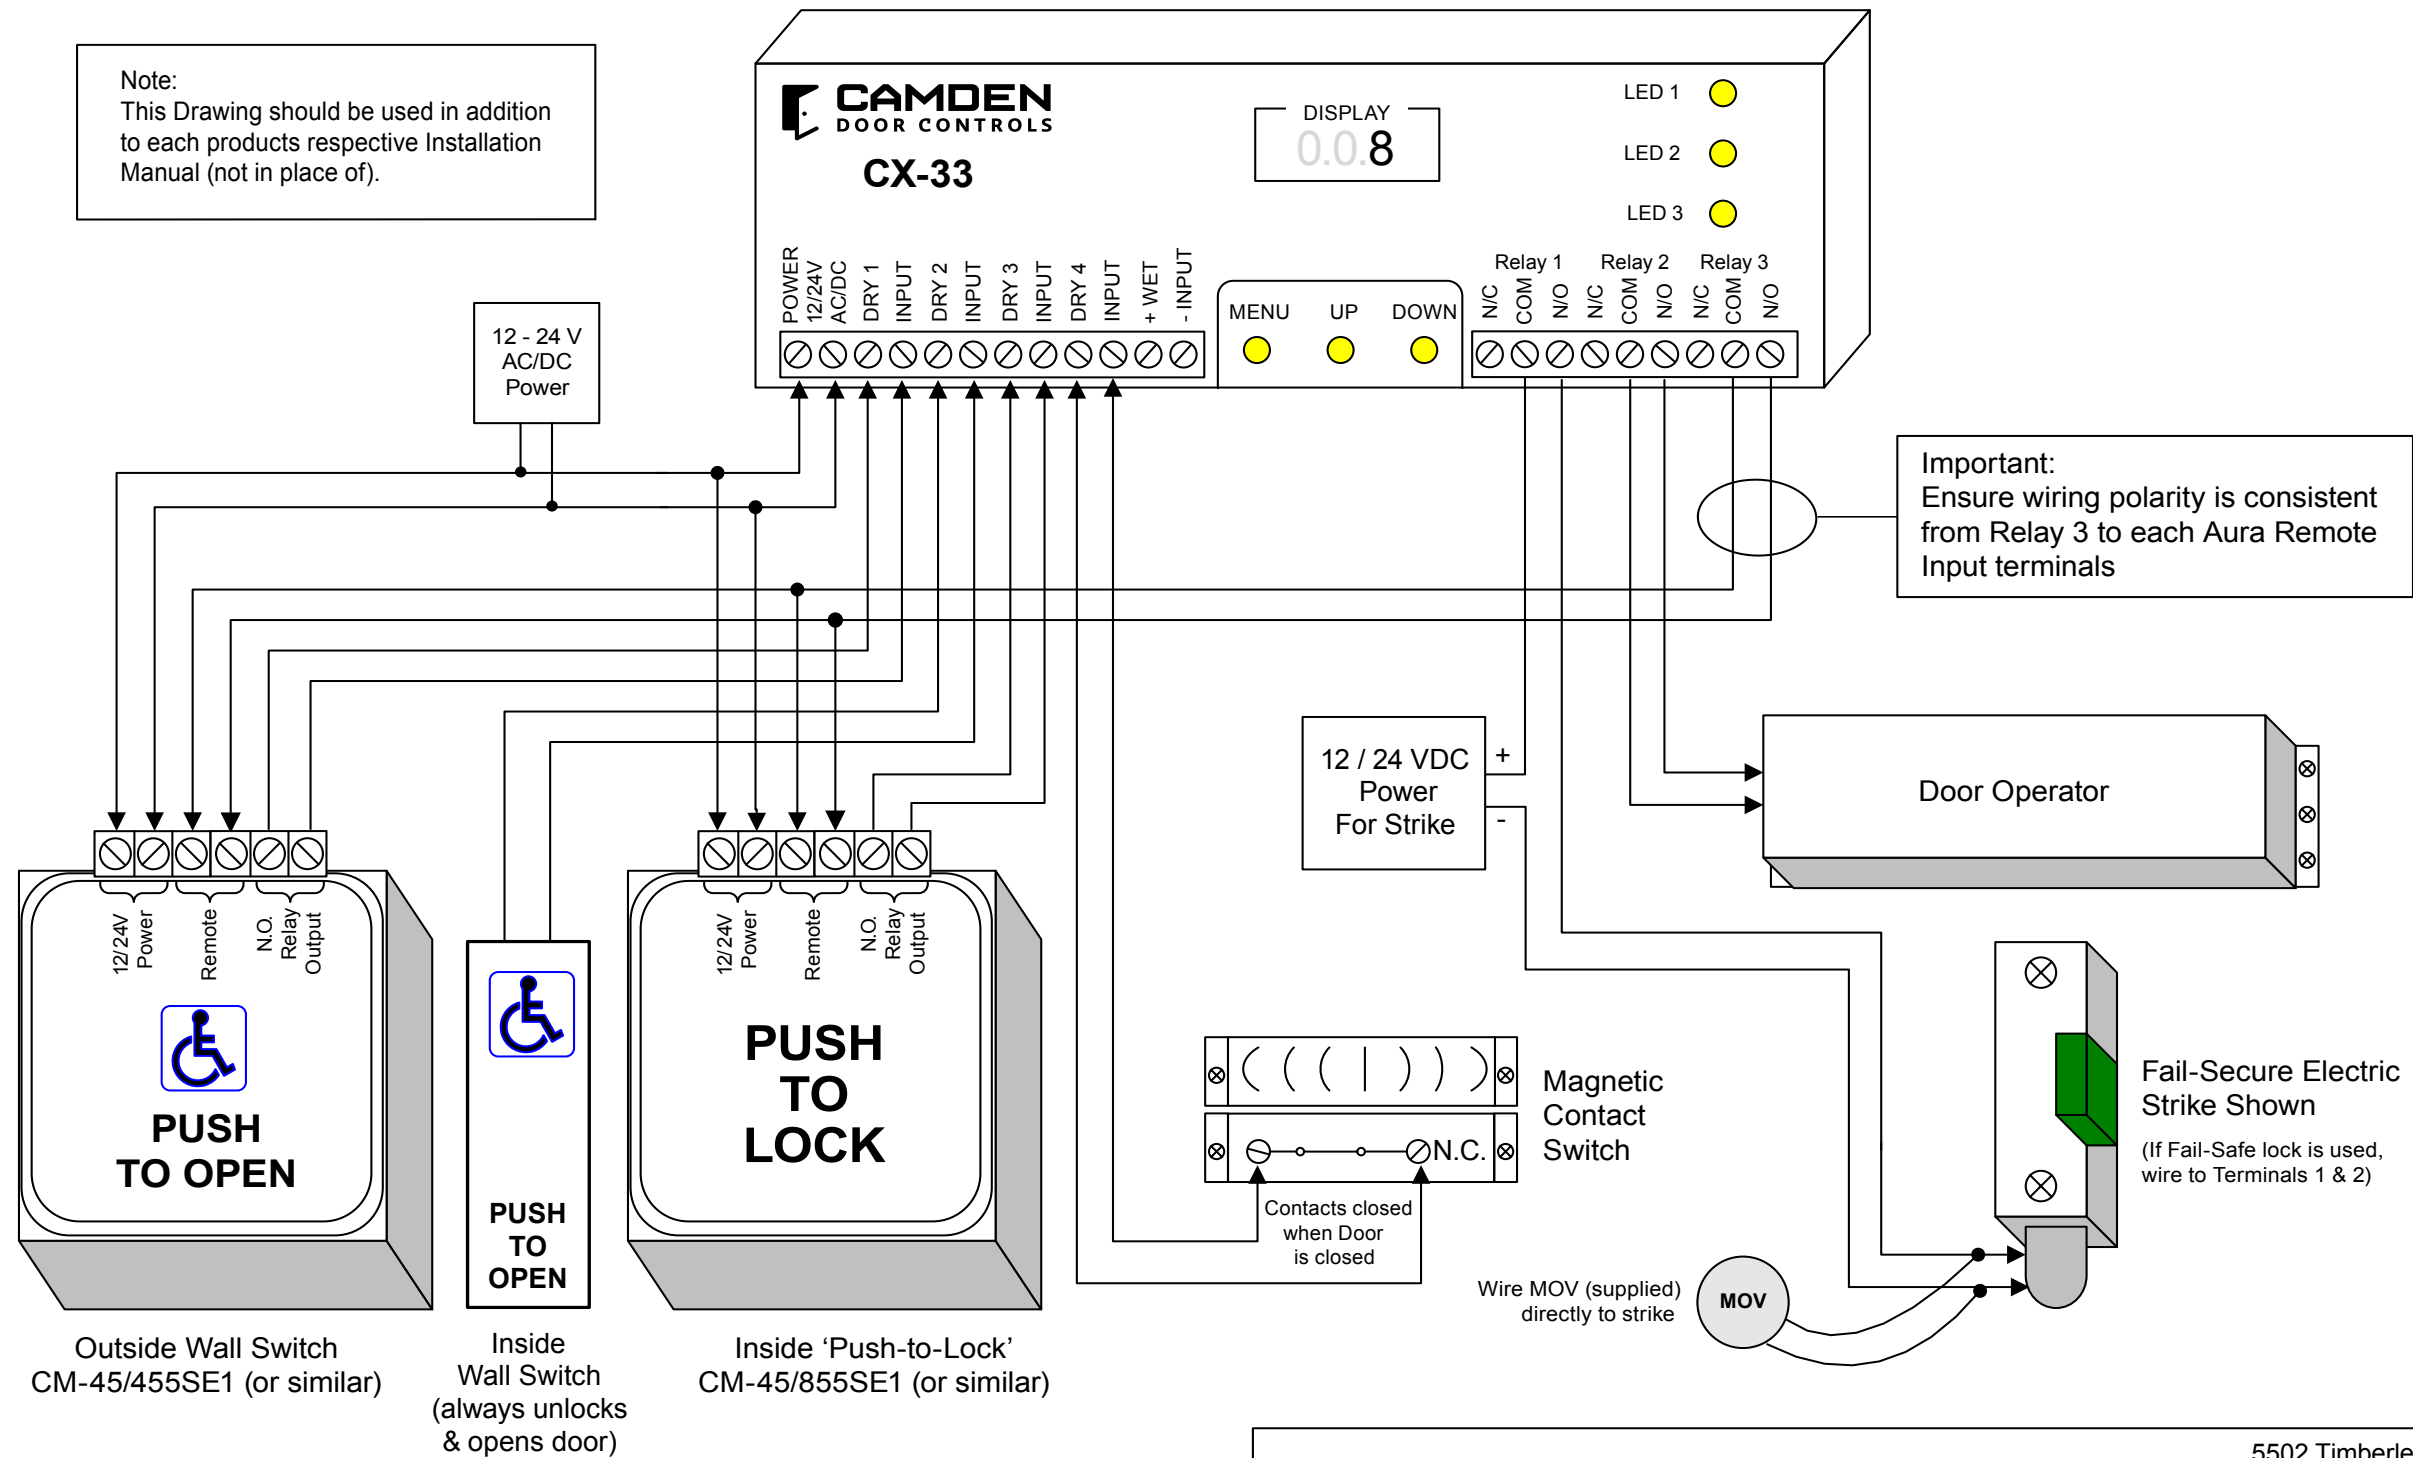 Note:
This Drawing should be used in addition
to each products respective Installation
Manual (not in place of).
CAMDEN
DOOR CONTROLS
CX-33
DISPLAY
0.0.8
LED 1
LED 2
LED 3
POWER
12/24V
AC/DC
DRY 1
INPUT
DRY 2
INPUT
DRY 3
INPUT
DRY 4
INPUT
+ WET
- INPUT
MENU
UP
DOWN
Relay 1
Relay 2
Relay 3
N/C
COM
N/O
N/C
COM
N/O
N/C
COM
N/O
12 - 24 V
AC/DC
Power
Important:
Ensure wiring polarity is consistent
from Relay 3 to each Aura Remote
Input terminals
12 / 24 VDC
Power
For Strike
+
-
Door Operator
12/24V
Power
Remote
N.O.
Relay
Output
PUSH
TO OPEN
PUSH
TO
OPEN
12/24V
Power
Remote
N.O.
Relay
Output
PUSH
TO
LOCK
N.C.
Magnetic
Contact
Switch
Contacts closed
when Door
is closed
Fail-Secure Electric
Strike Shown
(If Fail-Safe lock is used,
wire to Terminals 1 & 2)
Wire MOV (supplied)
directly to strike
MOV
Outside Wall Switch
CM-45/455SE1 (or similar)
Inside
Wall Switch
(always unlocks
& opens door)
Inside ‘Push-to-Lock’
CM-45/855SE1 (or similar)
5502 Timberle